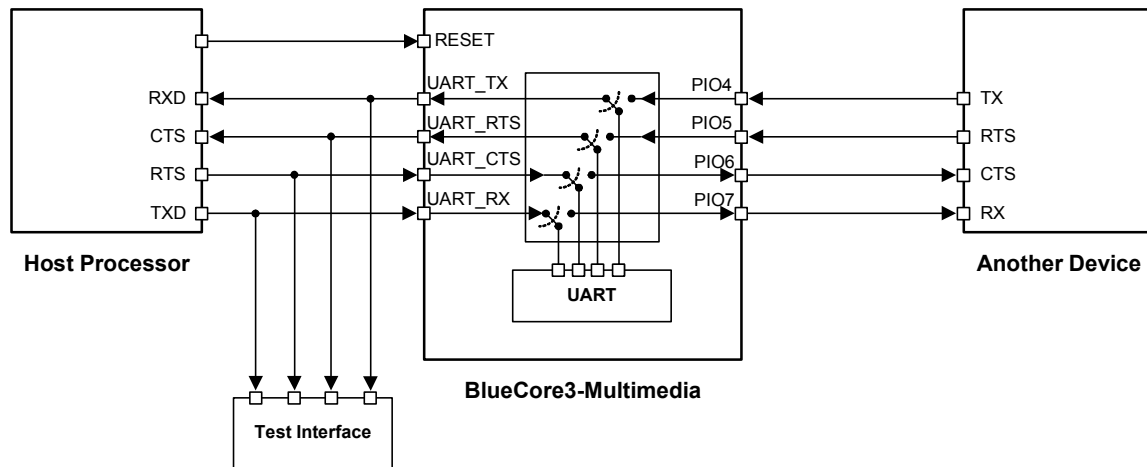 RESET
UART_TX
RXD
PIO4
TX
UART_RTS
CTS
PIO5
RTS
UART_CTS
RTS
PIO6
CTS
UART_RX
TXD
PIO7
RX
Host Processor
Another Device
UART
BlueCore3-Multimedia
Test Interface